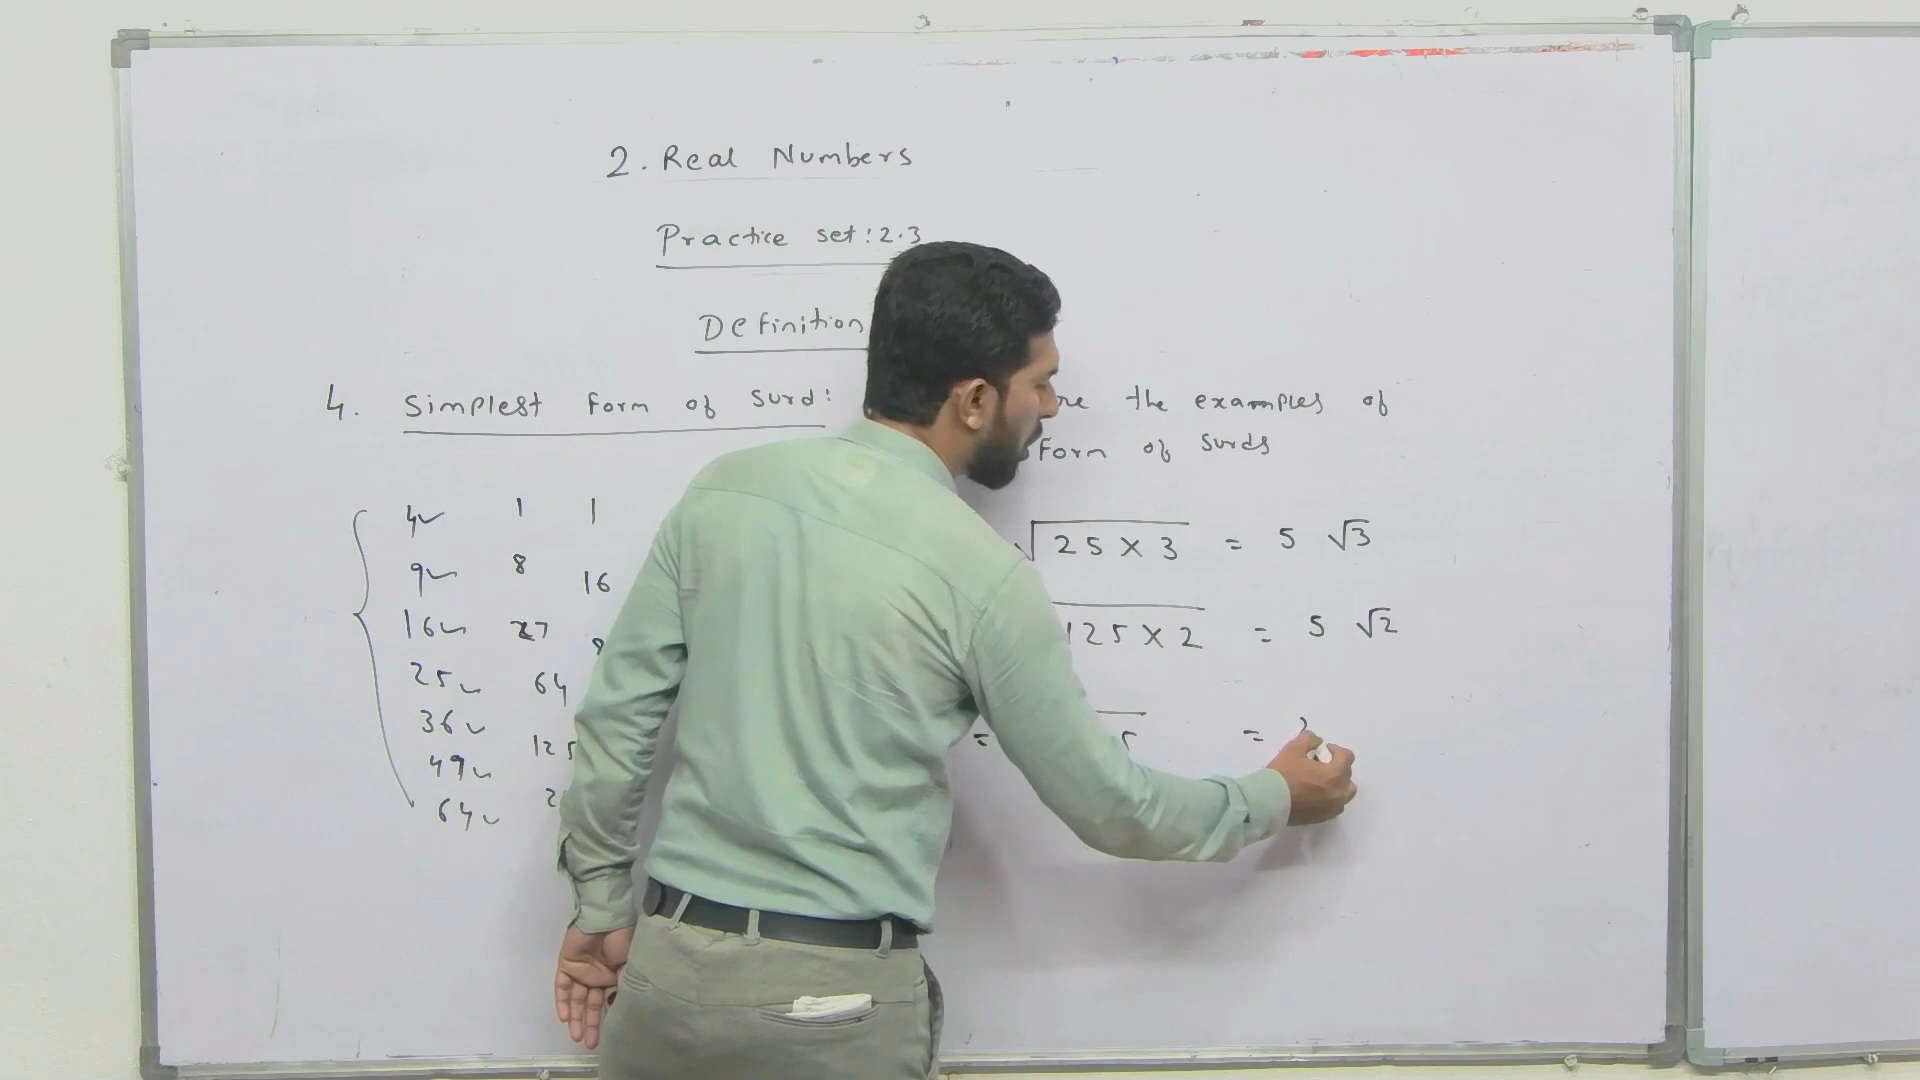 2. Real Numbers
Practice set: 2.3
Definition
4. Simplest Form of Surd: the examples of
Form of Surds
4 1 1 √25 × 3 = 5 √3
9 8 16
16 27 125 × 2 = 5 √2
25 64
36 125 = =
49
64